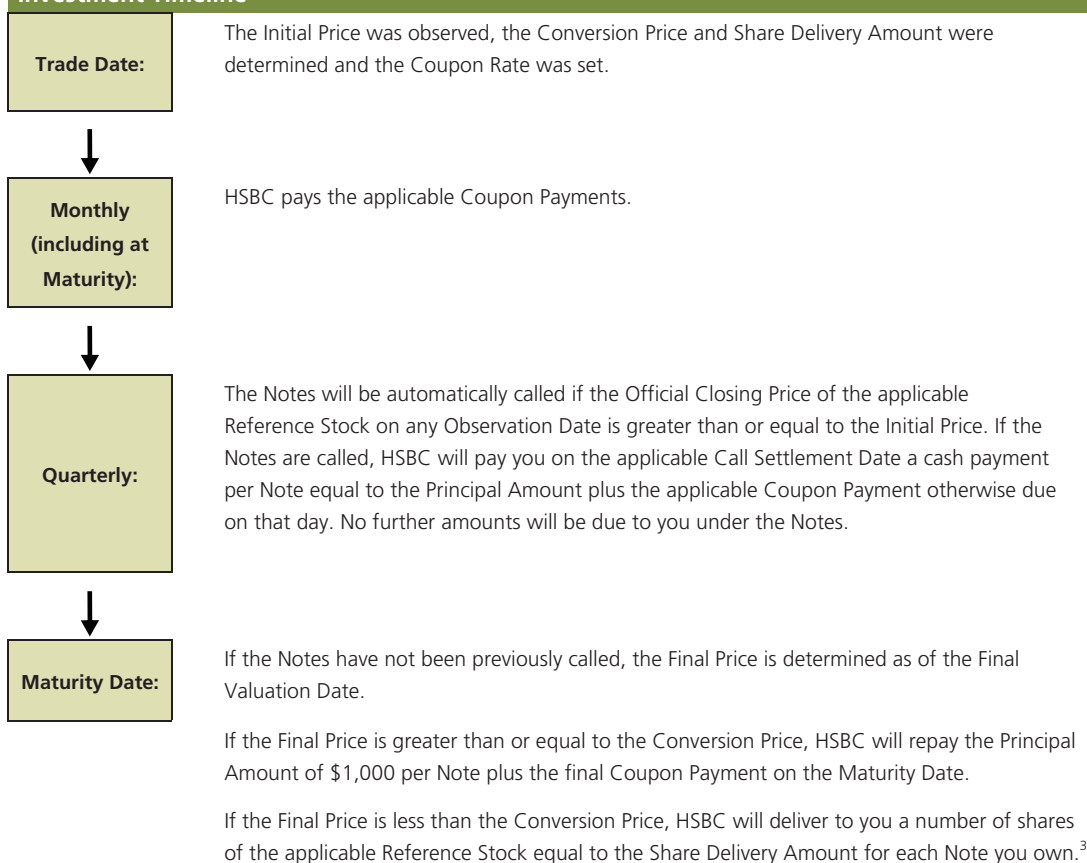 Investment Timeline
Trade Date:
The Initial Price was observed, the Conversion Price and Share Delivery Amount were
determined and the Coupon Rate was set.
Monthly
(including at
Maturity):
HSBC pays the applicable Coupon Payments.
Quarterly:
The Notes will be automatically called if the Official Closing Price of the applicable
Reference Stock on any Observation Date is greater than or equal to the Initial Price. If the
Notes are called, HSBC will pay you on the applicable Call Settlement Date a cash payment
per Note equal to the Principal Amount plus the applicable Coupon Payment otherwise due
on that day. No further amounts will be due to you under the Notes.
Maturity Date:
If the Notes have not been previously called, the Final Price is determined as of the Final
Valuation Date.
If the Final Price is greater than or equal to the Conversion Price, HSBC will repay the Principal
Amount of $1,000 per Note plus the final Coupon Payment on the Maturity Date.
If the Final Price is less than the Conversion Price, HSBC will deliver to you a number of shares
of the applicable Reference Stock equal to the Share Delivery Amount for each Note you own.³